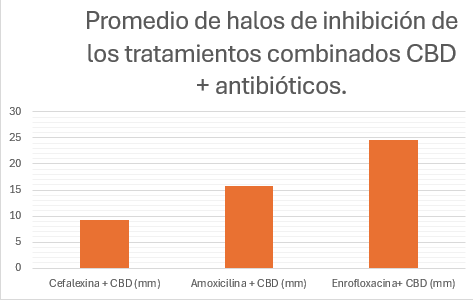 Promedio de halos de inhibición de
los tratamientos combinados CBD
+ antibióticos.
30
25
20
15
10
5
0
Cefalexina + CBD (mm) Amoxicilina + CBD (mm) Enrofloxacina+ CBD (mm)